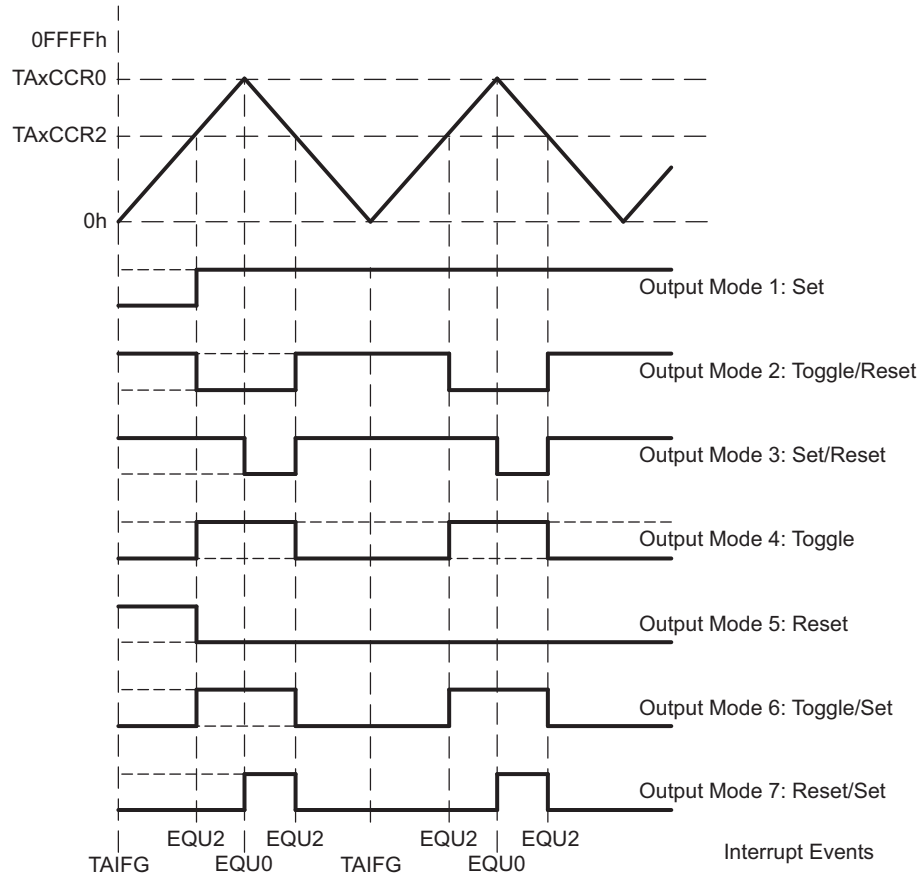 0FFFFh
TAxCCR0
TAxCCR2
0h
Output Mode 1: Set
Output Mode 2: Toggle/Reset
Output Mode 3: Set/Reset
Output Mode 4: Toggle
Output Mode 5: Reset
Output Mode 6: Toggle/Set
Output Mode 7: Reset/Set
EQU2 EQU2 EQU2 EQU2
TAIFG EQU0 TAIFG EQU0
Interrupt Events